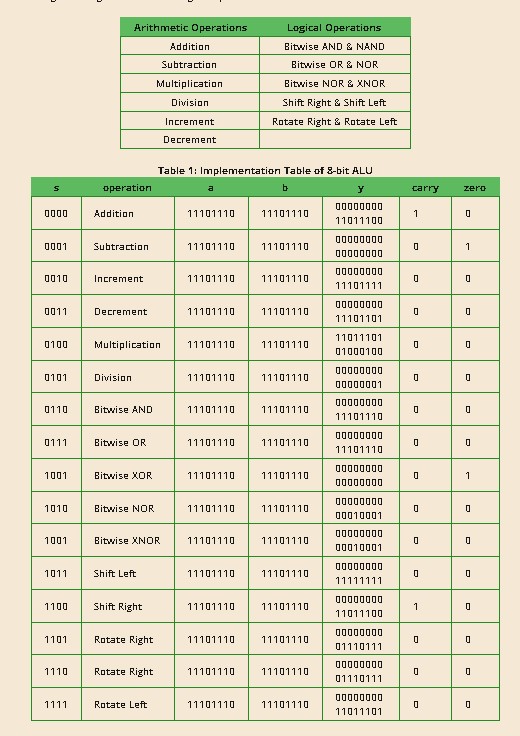 Arithmetic Operations Logical Operations
Addition Bitwise AND & NAND
Subtraction Bitwise OR & NOR
Multiplication Bitwise NOR & XNOR
Division Shift Right & Shift Left
Increment Rotate Right & Rotate Left
Decrement
Table 1: Implementation Table of 8-bit ALU
s operation a b y carry zero
0000 Addition 11101110 11101110 00000000 11011100 1 0
0001 Subtraction 11101110 11101110 00000000 00000000 0 1
0010 Increment 11101110 11101110 00000000 11101111 0 0
0011 Decrement 11101110 11101110 00000000 11101101 0 0
0100 Multiplication 11101110 11101110 11011101 01000100 0 0
0101 Division 11101110 11101110 00000000 00000001 0 0
0110 Bitwise AND 11101110 11101110 00000000 11101110 0 0
0111 Bitwise OR 11101110 11101110 00000000 11101110 0 0
1001 Bitwise XOR 11101110 11101110 00000000 00000000 0 1
1010 Bitwise NOR 11101110 11101110 00000000 00010001 0 0
1001 Bitwise XNOR 11101110 11101110 00000000 00010001 0 0
1011 Shift Left 11101110 11101110 00000000 11111111 0 0
1100 Shift Right 11101110 11101110 00000000 11011100 1 0
1101 Rotate Right 11101110 11101110 00000000 01110111 0 0
1110 Rotate Right 11101110 11101110 00000000 01110111 0 0
1111 Rotate Left 11101110 11101110 00000000 11011101 0 0